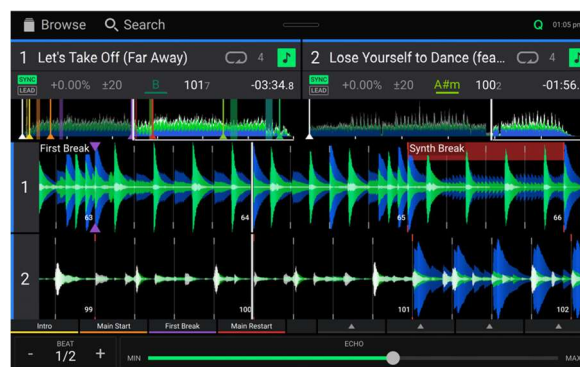 Browse Search Q 01:05 pm
1 Let's Take Off (Far Away) 4
2 Lose Yourself to Dance (fea... 4
SYNC LEAD +0.00% ±20 B 1017 -03:34.8
SYNC LEAD +0.00% ±20 A#m 1002 -01:56.
First Break Synth Break
1
63 64 65 66
2
99 100 101 102
Intro Main Start First Break Main Restart
- BEAT 1/2 +
ECHO
MIN MAX